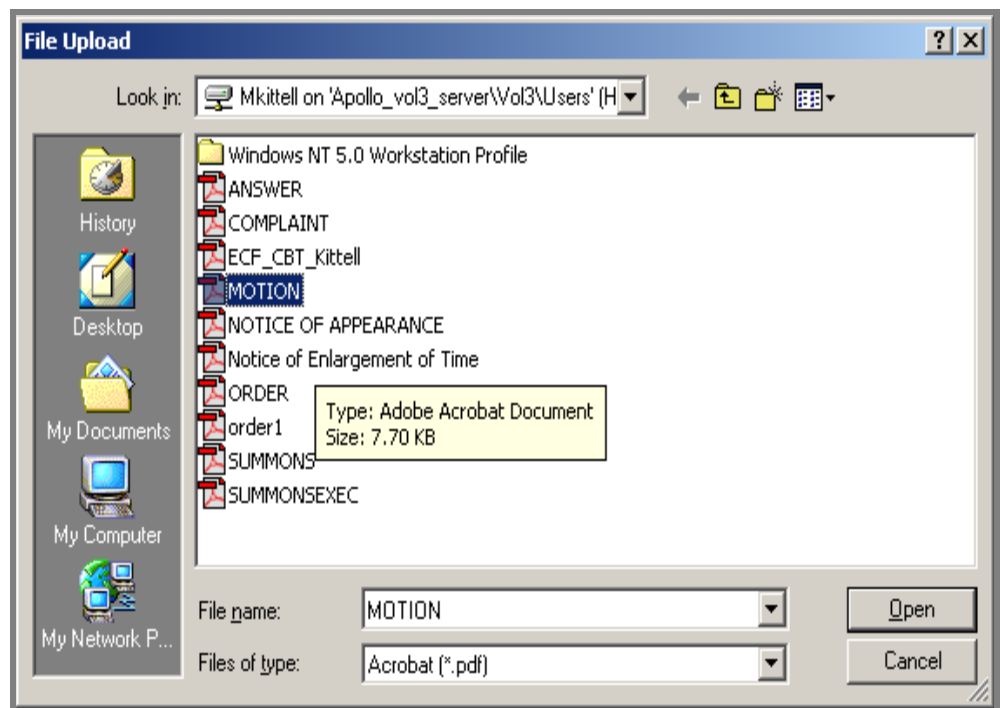 File Upload
Look in: Mkittell on 'Apollo_vol3_server\Vol3\Users' (H
Windows NT 5.0 Workstation Profile
ANSWER
COMPLAINT
ECF_CBT_Kittell
MOTION
NOTICE OF APPEARANCE
Notice of Enlargement of Time
ORDER
order1
SUMMONS
SUMMONSEXEC
Type: Adobe Acrobat Document
Size: 7.70 KB
History
Desktop
My Documents
My Computer
My Network P...
File name: MOTION
Open
Files of type: Acrobat (*.pdf)
Cancel